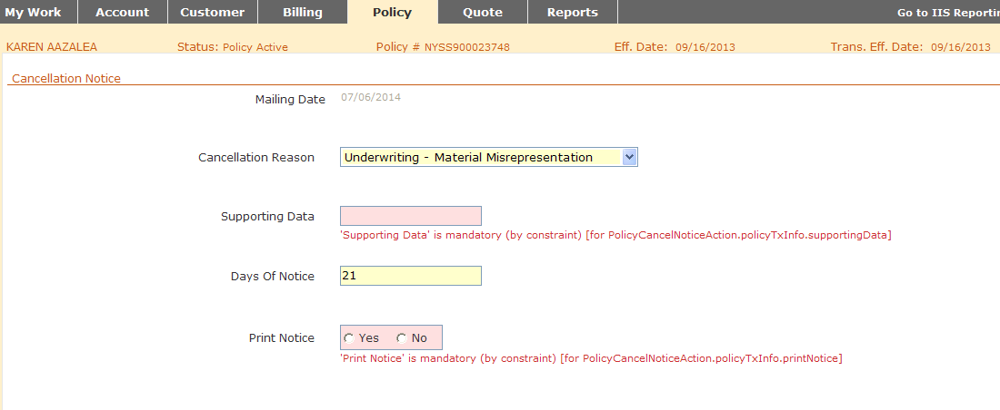 My Work Account Customer Billing Policy Quote Reports Go to IIS Reportin
KAREN AAZALEA Status: Policy Active Policy # NYSS900023748 Eff. Date: 09/16/2013 Trans. Eff. Date: 09/16/2013
Cancellation Notice
Mailing Date 07/06/2014
Cancellation Reason Underwriting - Material Misrepresentation
Supporting Data
'Supporting Data' is mandatory (by constraint) [for PolicyCancelNoticeAction.policyTxInfo.supportingData]
Days Of Notice 21
Print Notice Yes No
'Print Notice' is mandatory (by constraint) [for PolicyCancelNoticeAction.policyTxInfo.printNotice]